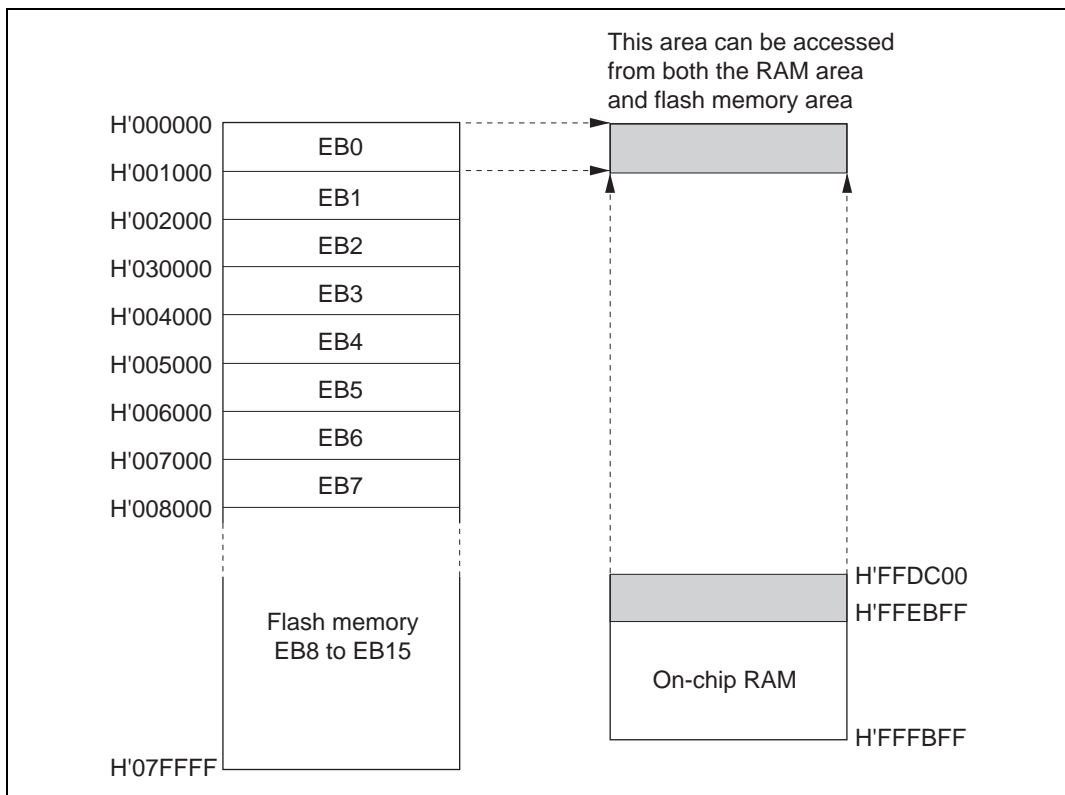 This area can be accessed
from both the RAM area
and flash memory area
H'000000
EB0
H'001000
EB1
H'002000
EB2
H'030000
EB3
H'004000
EB4
H'005000
EB5
H'006000
EB6
H'007000
EB7
H'008000
Flash memory
EB8 to EB15
H'07FFFF
H'FFDC00
H'FFEBFF
On-chip RAM
H'FFFBFF